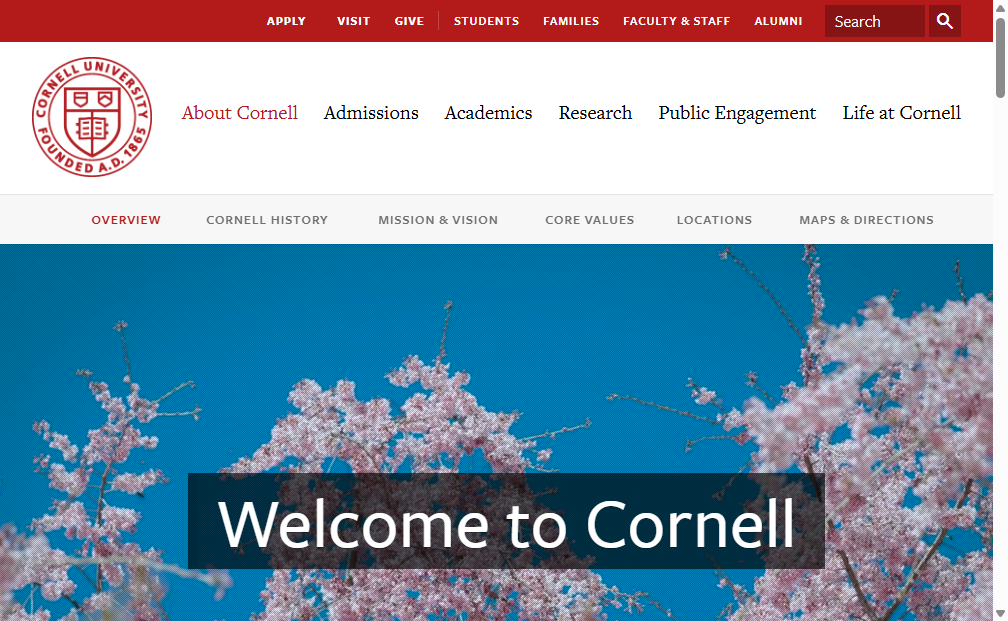 APPLY VISIT GIVE STUDENTS FAMILIES FACULTY & STAFF ALUMNI Search
CORNELL UNIVERSITY
FOUNDED A.D. 1865
About Cornell Admissions Academics Research Public Engagement Life at Cornell
OVERVIEW CORNELL HISTORY MISSION & VISION CORE VALUES LOCATIONS MAPS & DIRECTIONS
Welcome to Cornell